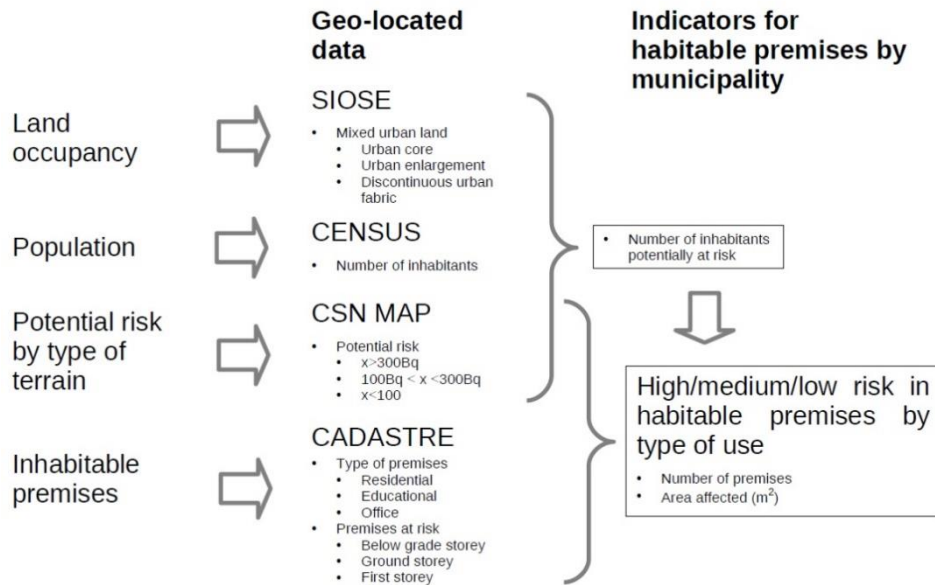 Geo-located
data
Indicators for
habitable premises by
municipality
Land
occupancy
SIOSE
• Mixed urban land
• Urban core
• Urban enlargement
• Discontinuous urban
fabric
Population
CENSUS
• Number of inhabitants
• Number of inhabitants
potentially at risk
Potential risk
by type of
terrain
CSN MAP
• Potential risk
• x>300Bq
• 100Bq < x <300Bq
• x<100
High/medium/low risk in
habitable premises by
type of use
• Number of premises
• Area affected (m²)
Inhabitable
premises
CADASTRE
• Type of premises
• Residential
• Educational
• Office
• Premises at risk
• Below grade storey
• Ground storey
• First storey